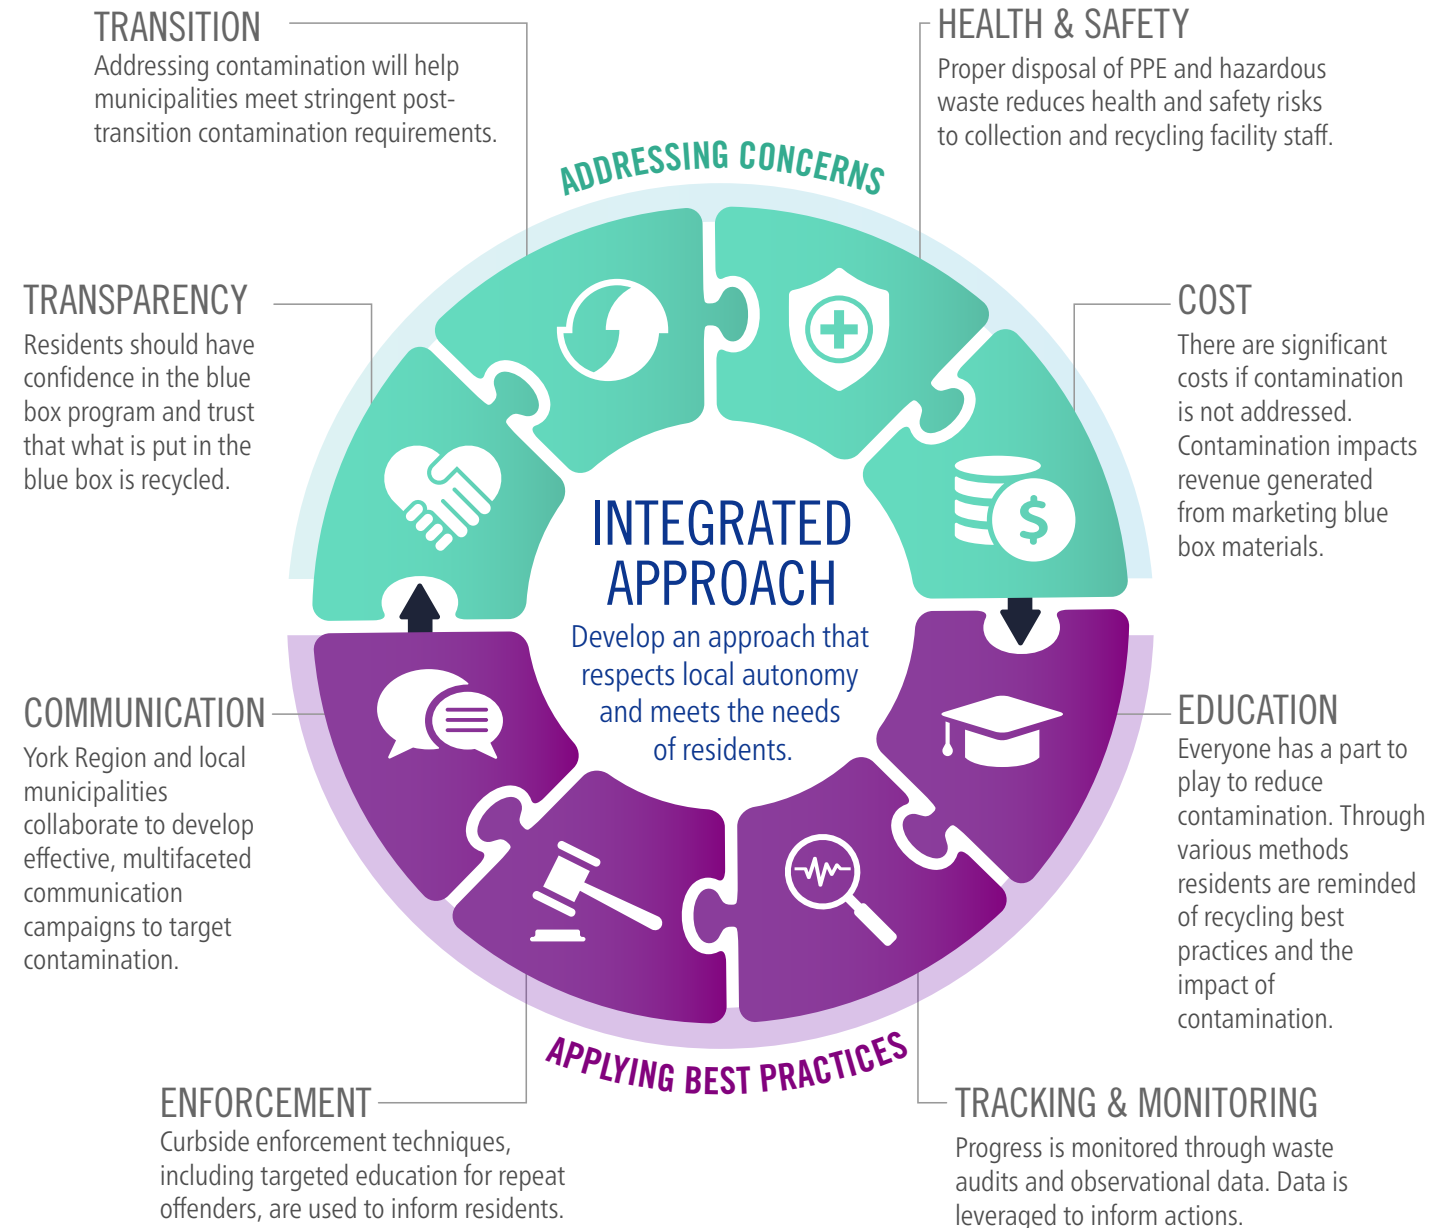 TRANSITION
Addressing contamination will help
municipalities meet stringent post-
transition contamination requirements.
HEALTH & SAFETY
Proper disposal of PPE and hazardous
waste reduces health and safety risks
to collection and recycling facility staff.
ADDRESSING CONCERNS
TRANSPARENCY
Residents should have
confidence in the blue
box program and trust
that what is put in the
blue box is recycled.
COST
There are significant
costs if contamination
is not addressed.
Contamination impacts
revenue generated
from marketing blue
box materials.
$
INTEGRATED
APPROACH
Develop an approach that
respects local autonomy
and meets the needs
of residents.
COMMUNICATION
York Region and local
municipalities
collaborate to develop
effective, multifaceted
communication
campaigns to target
contamination.
EDUCATION
Everyone has a part to
play to reduce
contamination. Through
various methods
residents are reminded
of recycling best
practices and the
impact of
contamination.
APPLYING BEST PRACTICES
ENFORCEMENT
Curbside enforcement techniques,
including targeted education for repeat
offenders, are used to inform residents.
TRACKING & MONITORING
Progress is monitored through waste
audits and observational data. Data is
leveraged to inform actions.